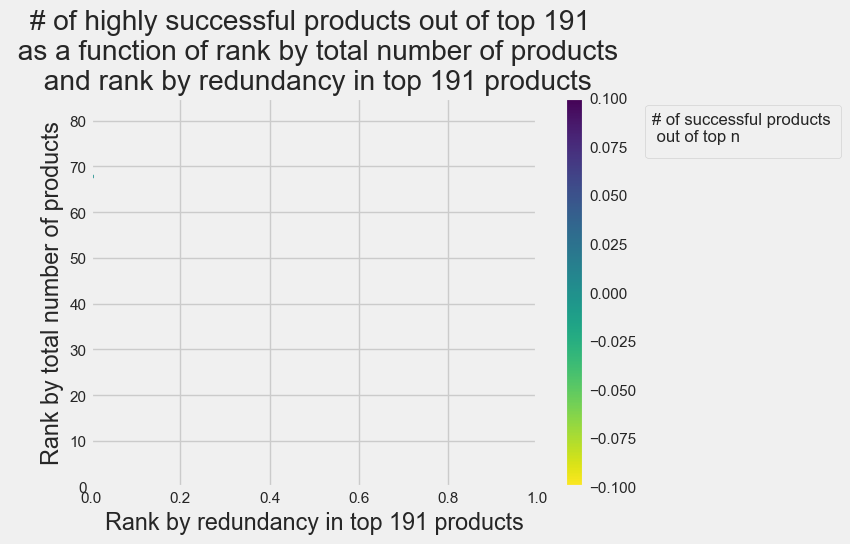 # of highly successful products out of top 191
as a function of rank by total number of products
and rank by redundancy in top 191 products
Rank by total number of products
80
70
60
50
40
30
20
10
0
0.0 0.2 0.4 0.6 0.8 1.0
Rank by redundancy in top 191 products
0.100
0.075
0.050
0.025
0.000
−0.025
−0.050
−0.075
−0.100
# of successful products
out of top n